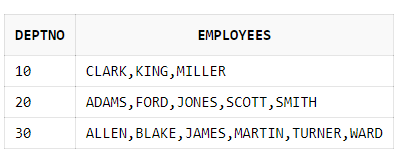 DEPTNO EMPLOYEES
10 CLARK,KING,MILLER
20 ADAMS,FORD,JONES,SCOTT,SMITH
30 ALLEN,BLAKE,JAMES,MARTIN,TURNER,WARD